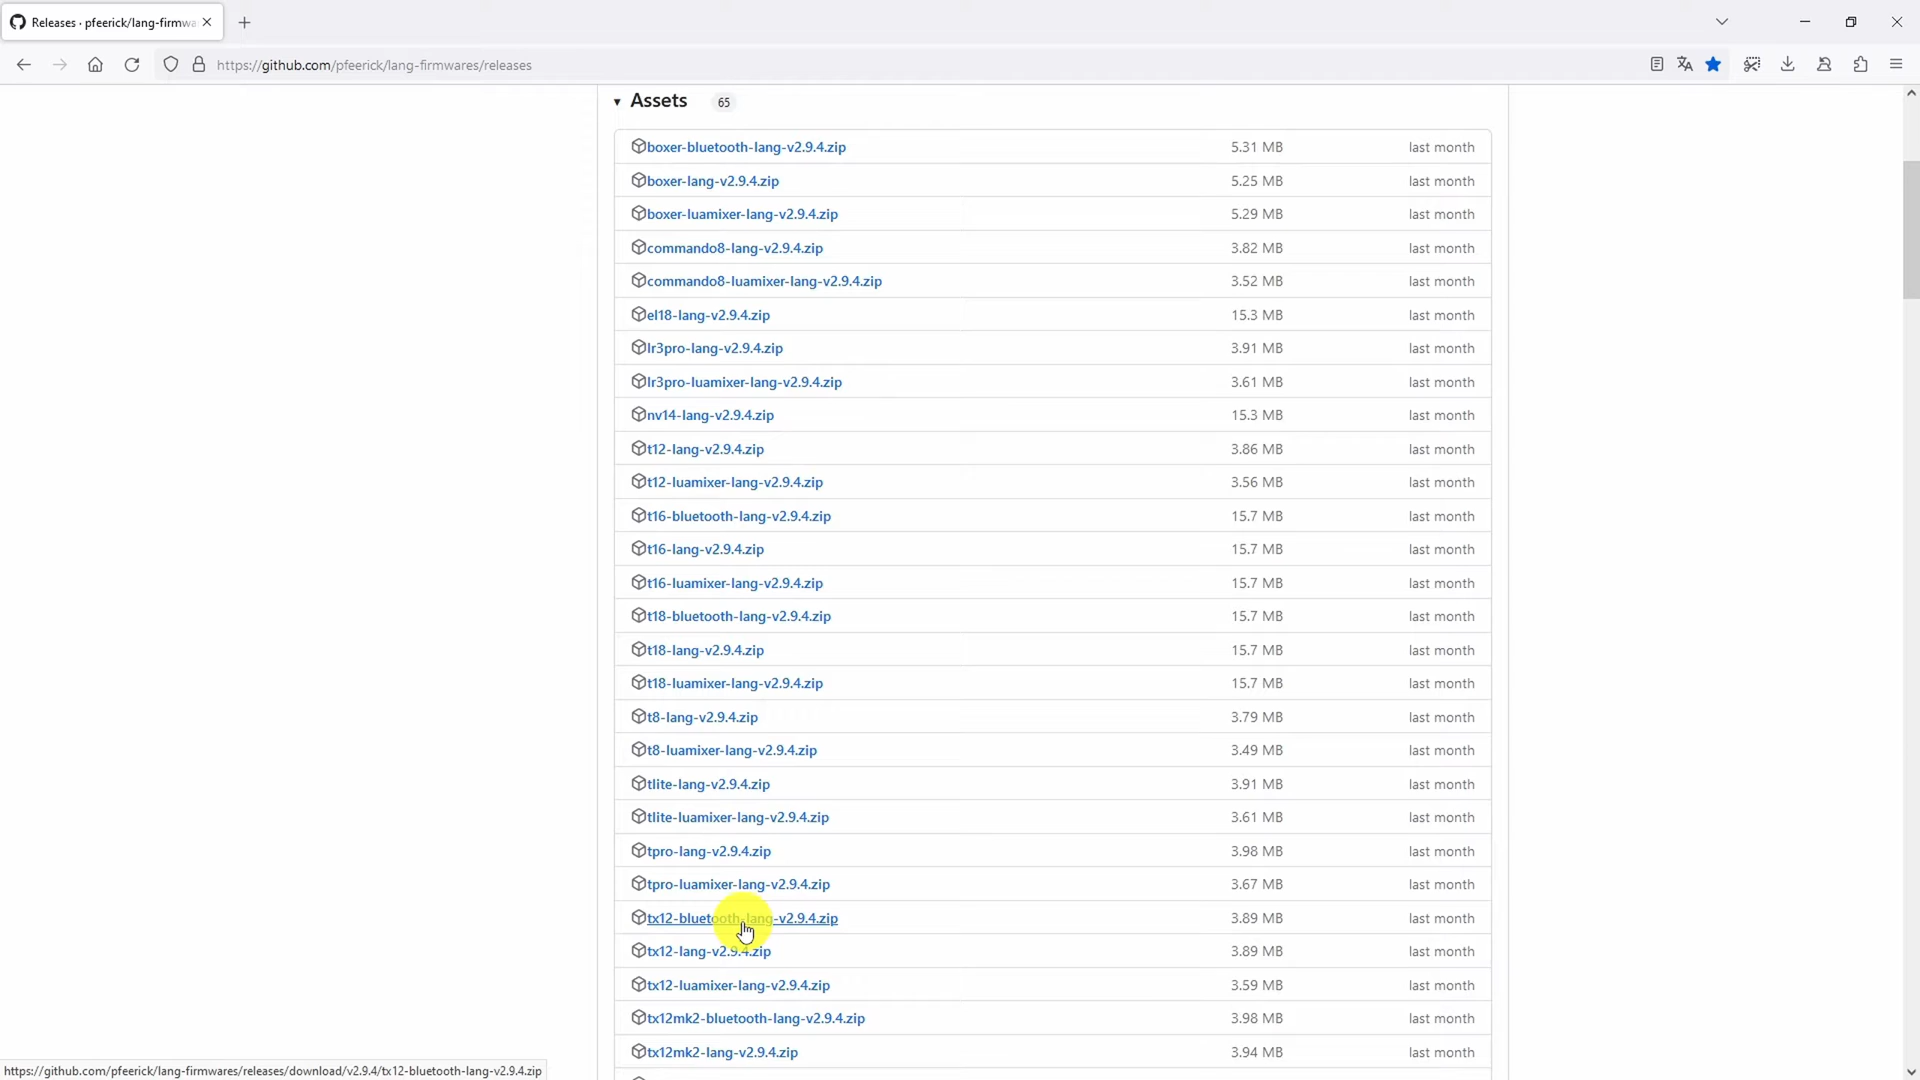 Releases · pfeerick/lang-firmwa
https://github.com/pfeerick/lang-firmwares/releases
Assets 65
boxer-bluetooth-lang-v2.9.4.zip 5.31 MB last month
boxer-lang-v2.9.4.zip 5.25 MB last month
boxer-luamixer-lang-v2.9.4.zip 5.29 MB last month
commando8-lang-v2.9.4.zip 3.82 MB last month
commando8-luamixer-lang-v2.9.4.zip 3.52 MB last month
el18-lang-v2.9.4.zip 15.3 MB last month
lr3pro-lang-v2.9.4.zip 3.91 MB last month
lr3pro-luamixer-lang-v2.9.4.zip 3.61 MB last month
nv14-lang-v2.9.4.zip 15.3 MB last month
t12-lang-v2.9.4.zip 3.86 MB last month
t12-luamixer-lang-v2.9.4.zip 3.56 MB last month
t16-bluetooth-lang-v2.9.4.zip 15.7 MB last month
t16-lang-v2.9.4.zip 15.7 MB last month
t16-luamixer-lang-v2.9.4.zip 15.7 MB last month
t18-bluetooth-lang-v2.9.4.zip 15.7 MB last month
t18-lang-v2.9.4.zip 15.7 MB last month
t18-luamixer-lang-v2.9.4.zip 15.7 MB last month
t8-lang-v2.9.4.zip 3.79 MB last month
t8-luamixer-lang-v2.9.4.zip 3.49 MB last month
tlite-lang-v2.9.4.zip 3.91 MB last month
tlite-luamixer-lang-v2.9.4.zip 3.61 MB last month
tpro-lang-v2.9.4.zip 3.98 MB last month
tpro-luamixer-lang-v2.9.4.zip 3.67 MB last month
tx12-bluetooth-lang-v2.9.4.zip 3.89 MB last month
tx12-lang-v2.9.4.zip 3.89 MB last month
tx12-luamixer-lang-v2.9.4.zip 3.59 MB last month
tx12mk2-bluetooth-lang-v2.9.4.zip 3.98 MB last month
tx12mk2-lang-v2.9.4.zip 3.94 MB last month
https://github.com/pfeerick/lang-firmwares/releases/download/v2.9.4/tx12-bluetooth-lang-v2.9.4.zip